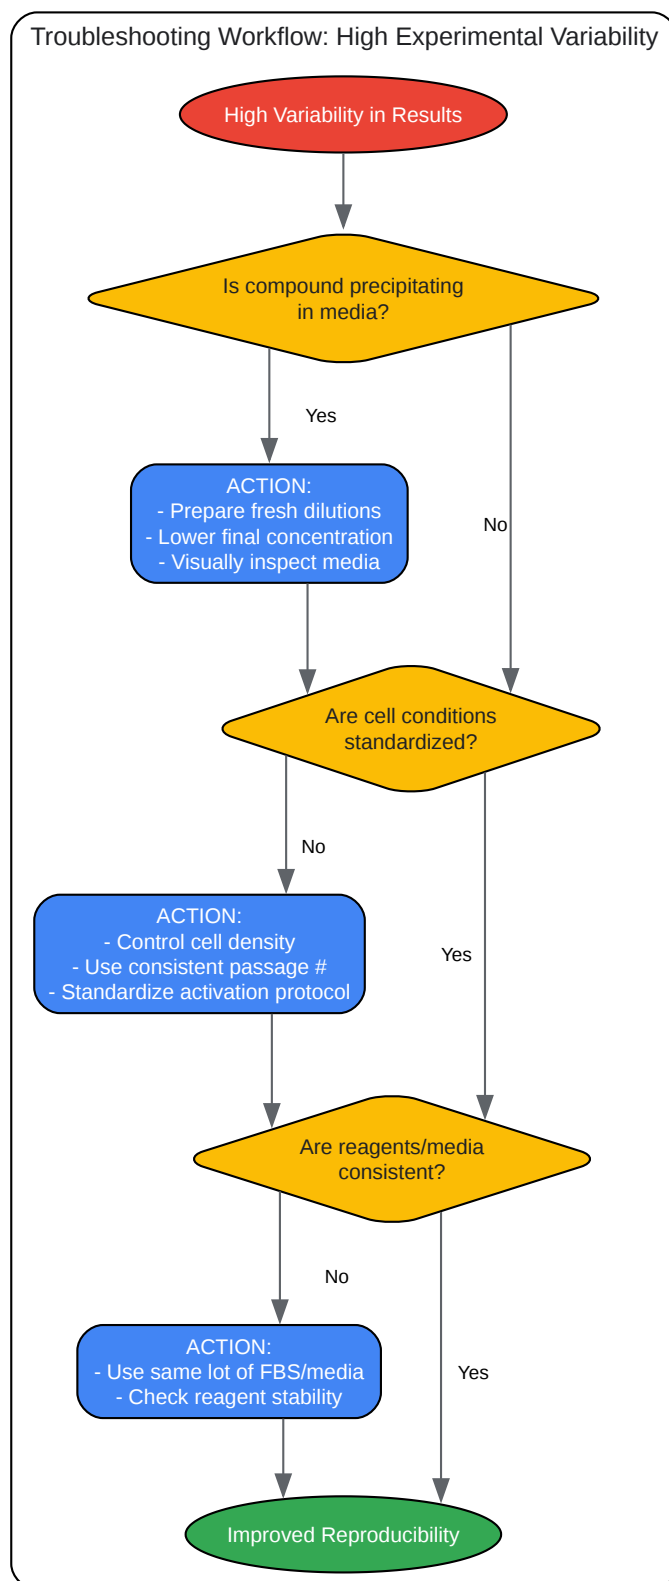 Troubleshooting Workflow: High Experimental Variability
High Variability in Results
Is compound precipitating
in media?
Yes
ACTION:
- Prepare fresh dilutions
- Lower final concentration
- Visually inspect media
No
Are cell conditions
standardized?
No
ACTION:
- Control cell density
- Use consistent passage #
- Standardize activation protocol
Yes
Are reagents/media
consistent?
No
ACTION:
- Use same lot of FBS/media
- Check reagent stability
Yes
Improved Reproducibility